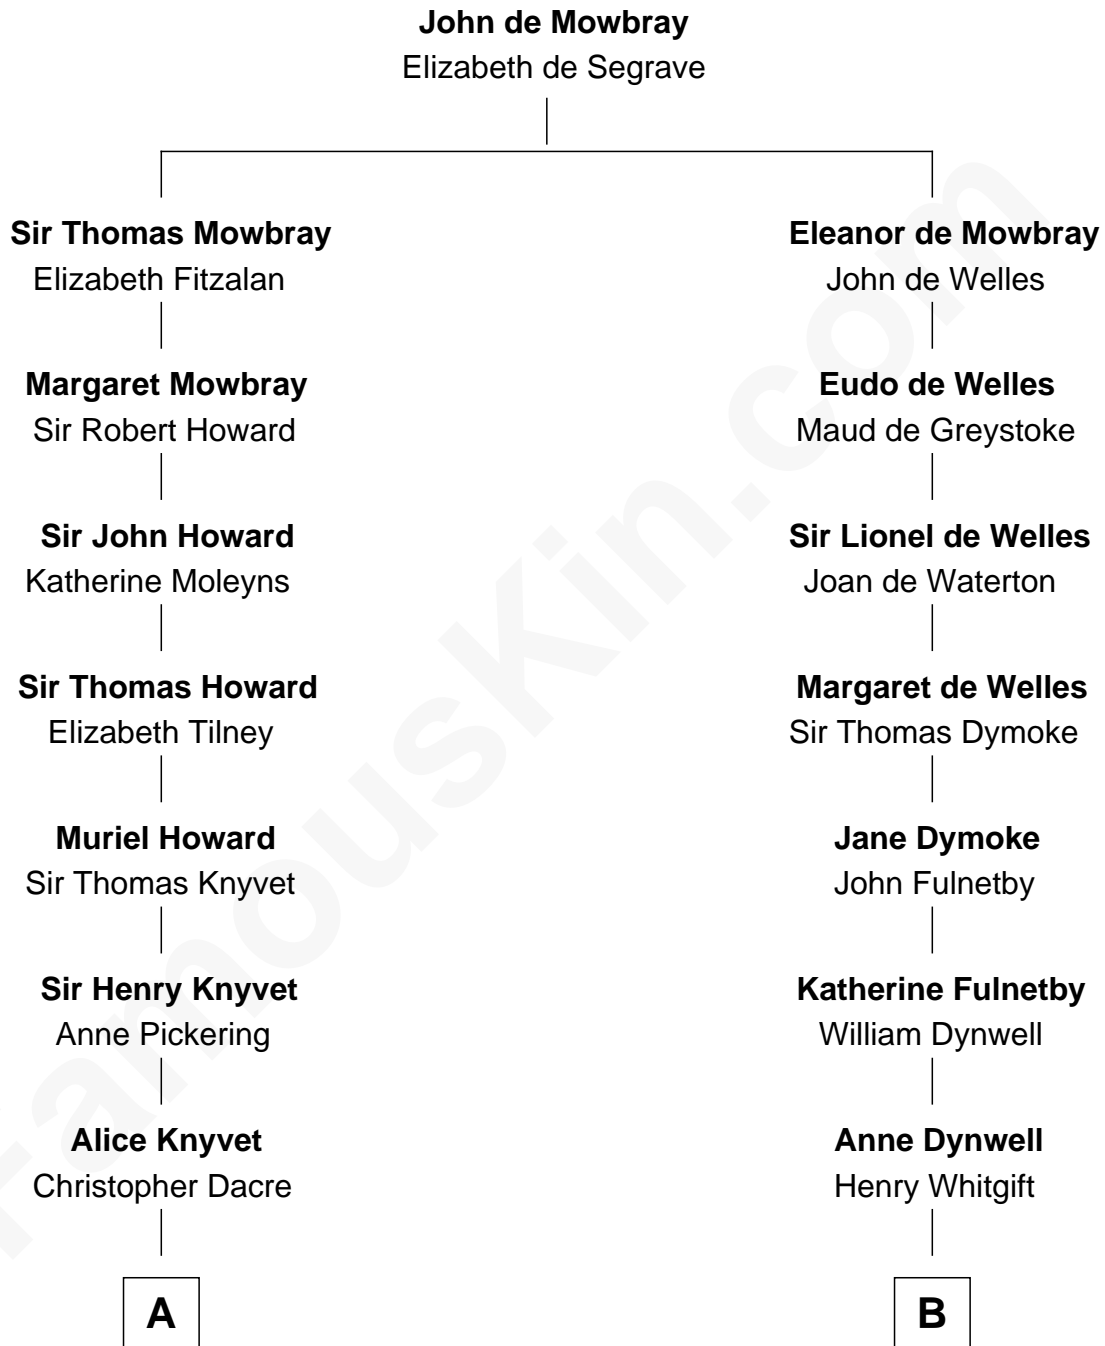 John de Mowbray
Elizabeth de Segrave
Sir Thomas Mowbray
Elizabeth Fitzalan
Eleanor de Mowbray
John de Welles
Margaret Mowbray
Sir Robert Howard
Eudo de Welles
Maud de Greystoke
Sir John Howard
Katherine Moleyns
Sir Lionel de Welles
Joan de Waterton
Sir Thomas Howard
Elizabeth Tilney
Margaret de Welles
Sir Thomas Dymoke
Muriel Howard
Sir Thomas Knyvet
Jane Dymoke
John Fulnetby
Sir Henry Knyvet
Anne Pickering
Katherine Fulnetby
William Dynwell
Alice Knyvet
Christopher Dacre
Anne Dynwell
Henry Whitgift
A
B
FamousKin.com